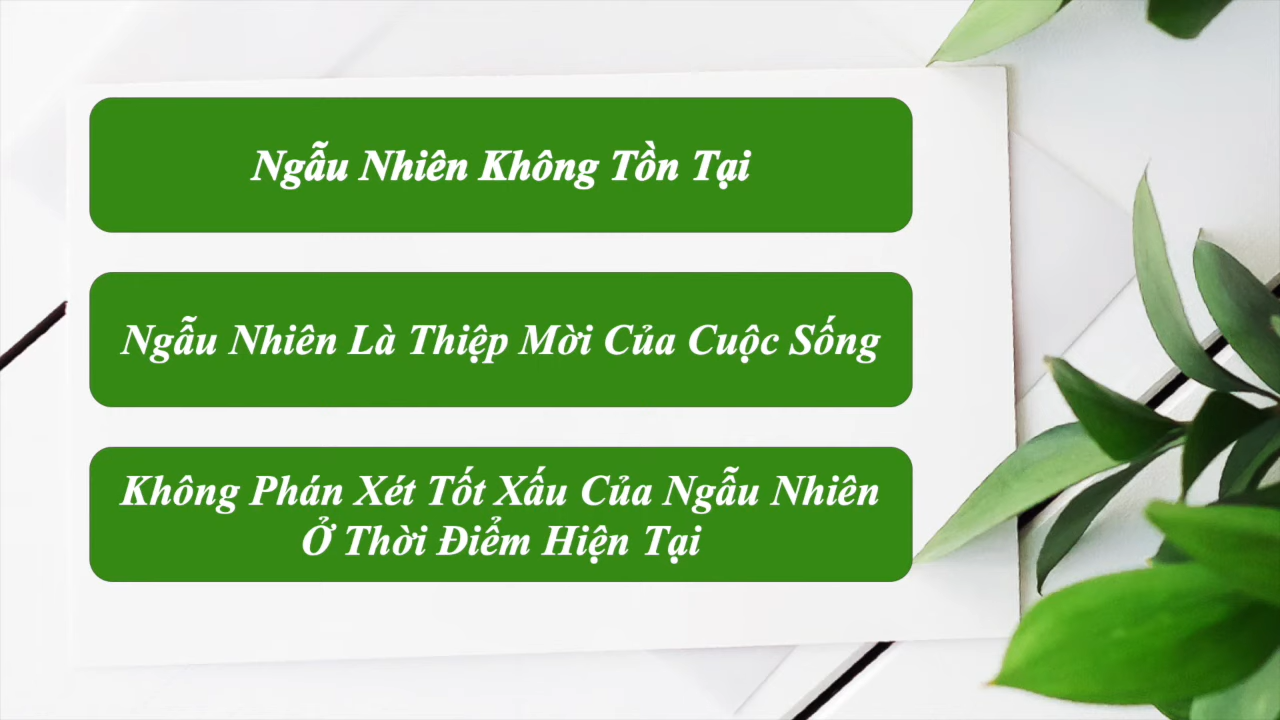 Ngẫu Nhiên Không Tồn Tại
Ngẫu Nhiên Là Thiệp Mời Của Cuộc Sống
Không Phán Xét Tốt Xấu Của Ngẫu Nhiên
Ở Thời Điểm Hiện Tại